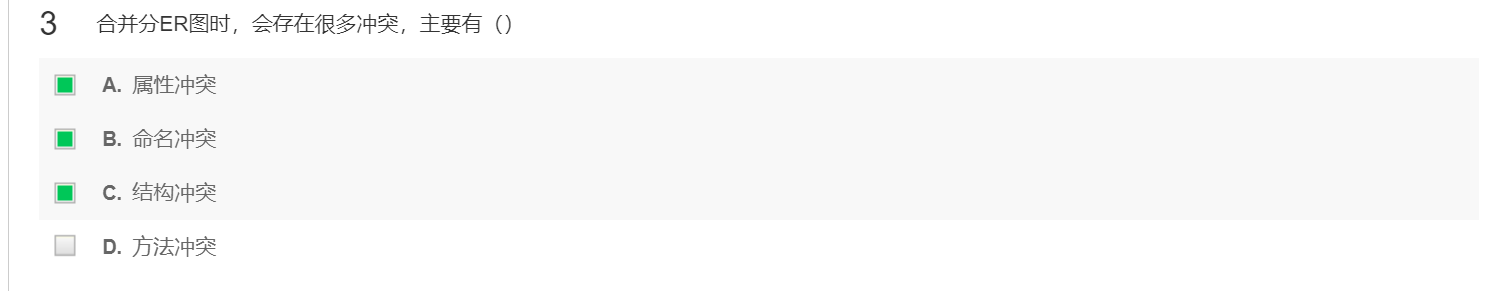 3 合并分ER图时，会存在很多冲突，主要有（）
A. 属性冲突
B. 命名冲突
C. 结构冲突
D. 方法冲突